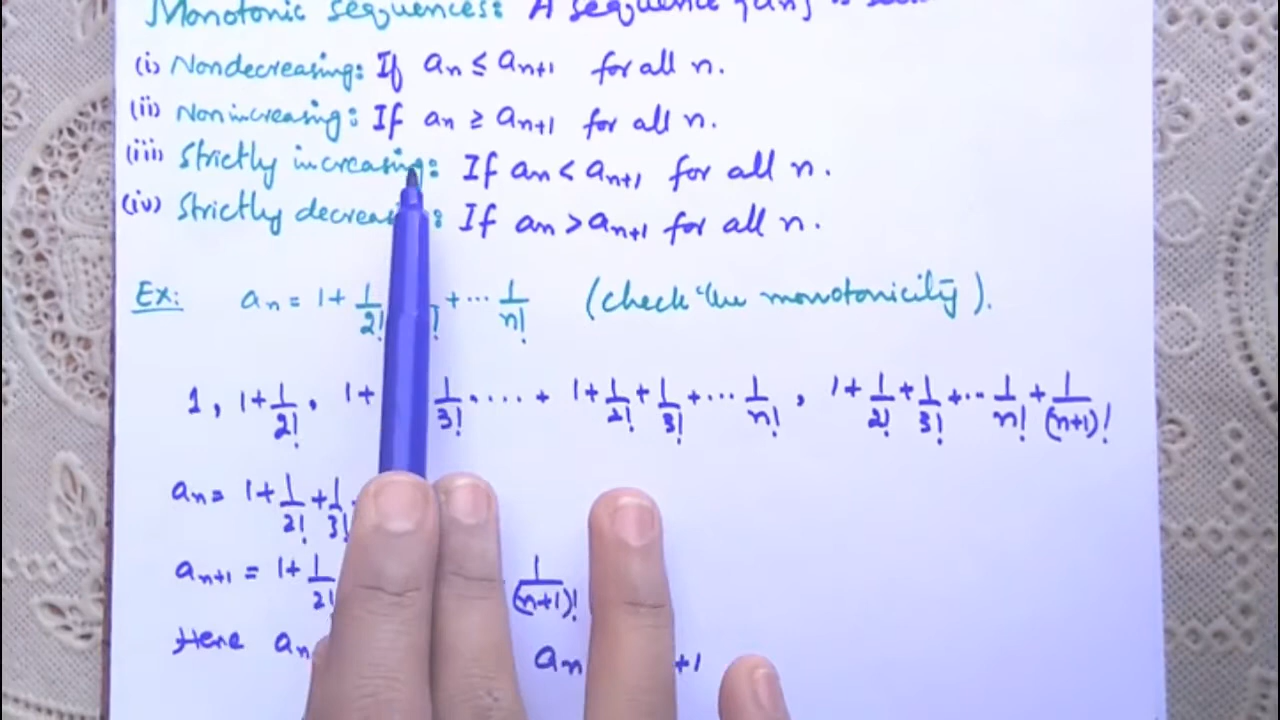 Monotonic sequences: A sequence
(i) Nondecreasing: If an ≤ an+1 for all n.
(ii) Nonincreasing: If an ≥ an+1 for all n.
(iii) Strictly increasing: If an < an+1 for all n.
(iv) Strictly decreas : If an > an+1 for all n.
Ex: an = 1 + 1/2! ! + ... 1/n! (check the monotonicity).
1, 1 + 1/2!, 1 + 1/3! .... + 1 + 1/2! + 1/3! + ... 1/n!, 1 + 1/2! + 1/3! + ... 1/n! + 1/(n+1)!
an = 1 + 1/2! + 1/3!
an+1 = 1 + 1/2! 1/(n+1)!
Here an an +1